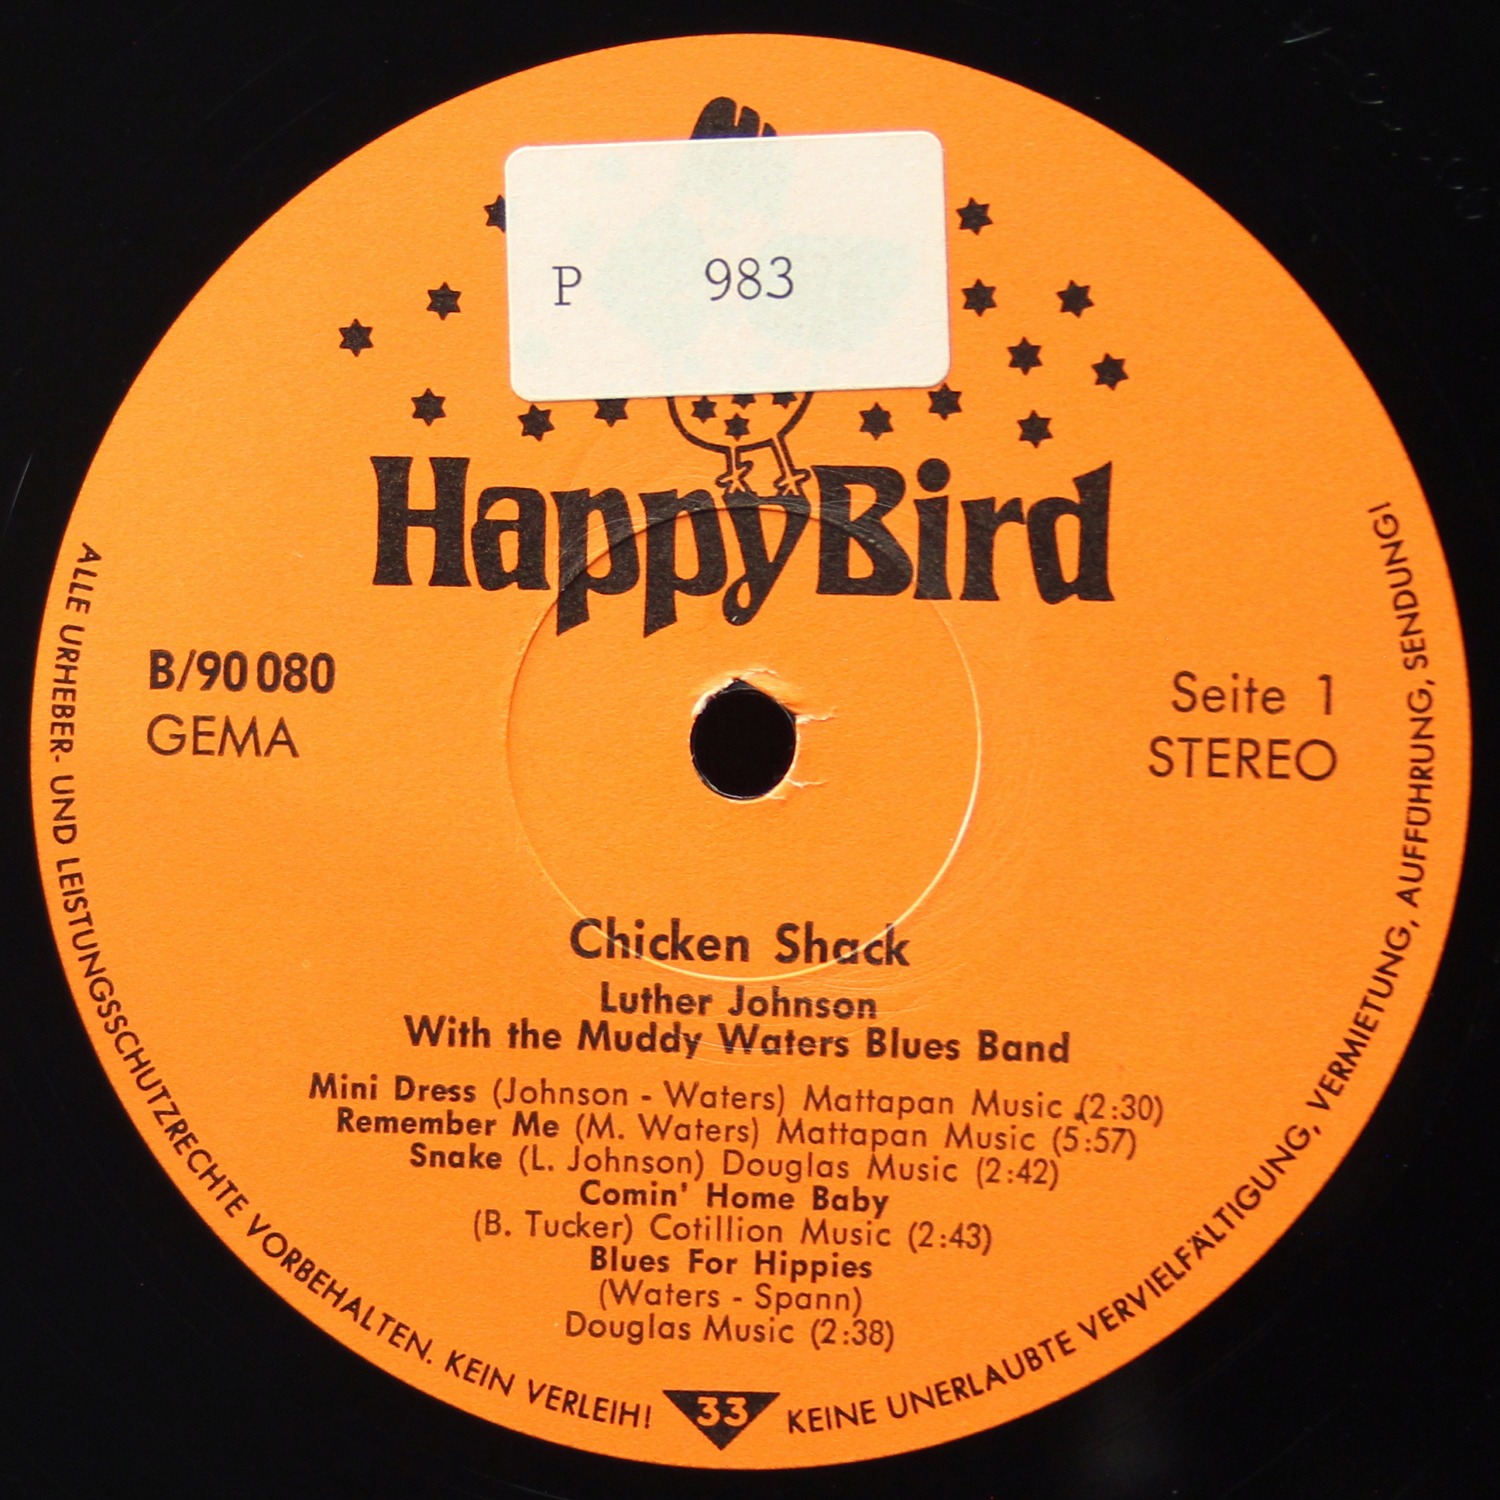 P 983
HappyBird
B/90 080
GEMA
Seite 1
STEREO
Chicken Shack
Luther Johnson
With the Muddy Waters Blues Band
Mini Dress (Johnson - Waters) Mattapan Music (2:30)
Remember Me (M. Waters) Mattapan Music (5:57)
Snake (L. Johnson) Douglas Music (2:42)
Comin' Home Baby
(B. Tucker) Cotillion Music (2:43)
Blues For Hippies
(Waters - Spann)
Douglas Music (2:38)
33
ALLE URHEBER- UND LEISTUNGSSCHUTZRECHTE VORBEHALTEN. KEIN VERLEIH!
KEINE UNERLAUBTE VERVIELFÄLTIGUNG, VERMIETUNG, AUFFÜHRUNG, SENDUNG!